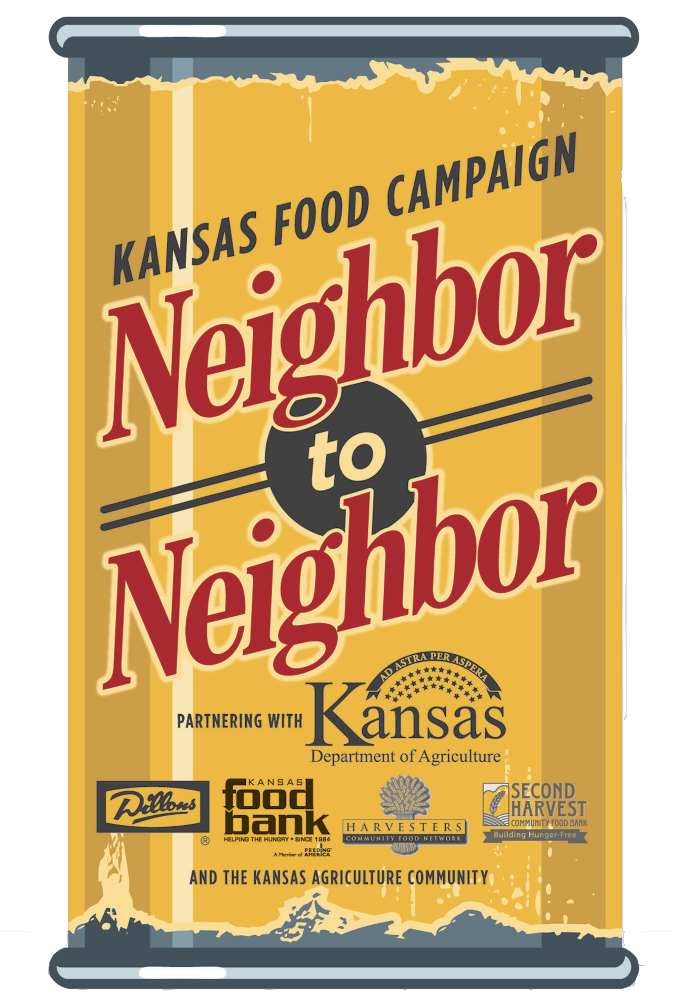 KANSAS FOOD CAMPAIGN
Neighbor
to
Neighbor
AD ASTRA PER ASPERA
PARTNERING WITH Kansas
Department of Agriculture
Dillons
®
KANSAS
food
bank
HELPING THE HUNGRY • SINCE 1984
A Member of FEEDING AMERICA
HARVESTERS
COMMUNITY FOOD NETWORK
SECOND
HARVEST
COMMUNITY FOOD BANK
Building Hunger-Free
AND THE KANSAS AGRICULTURE COMMUNITY